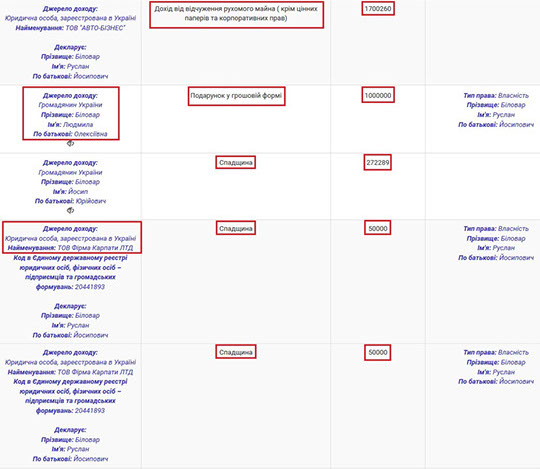 Джерело доходу:
Юридична особа, зареєстрована в Україні
Найменування: ТОВ "АВТО-БІЗНЕС"
Декларує:
Прізвище: Біловар
Ім'я: Руслан
По батькові: Йосипович
Дохід від відчуження рухомого майна ( крім цінних
паперів та корпоративних прав)
1700260
Джерело доходу:
Громадянин України
Прізвище: Біловар
Ім'я: Людмила
По батькові: Олексіївна
Подарунок у грошовій формі
1000000
Тип права: Власність
Прізвище: Біловар
Ім'я: Руслан
По батькові: Йосипович
Джерело доходу:
Громадянин України
Прізвище: Біловар
Ім'я: Йосип
По батькові: Юрійович
Спадщина
272289
Джерело доходу:
Юридична особа, зареєстрована в Україні
Найменування: ТОВ Фірма Карпати ЛТД
Код в Єдиному державному реєстрі
юридичних осіб, фізичних осіб –
підприємців та громадських
формувань: 20441893
Декларує:
Прізвище: Біловар
Ім'я: Руслан
По батькові: Йосипович
Спадщина
50000
Тип права: Власність
Прізвище: Біловар
Ім'я: Руслан
По батькові: Йосипович
Джерело доходу:
Юридична особа, зареєстрована в Україні
Найменування: ТОВ Фірма Карпати ЛТД
Код в Єдиному державному реєстрі
юридичних осіб, фізичних осіб –
підприємців та громадських
формувань: 20441893
Декларує:
Прізвище: Біловар
Ім'я: Руслан
По батькові: Йосипович
Спадщина
50000
Тип права: Власність
Прізвище: Біловар
Ім'я: Руслан
По батькові: Йосипович